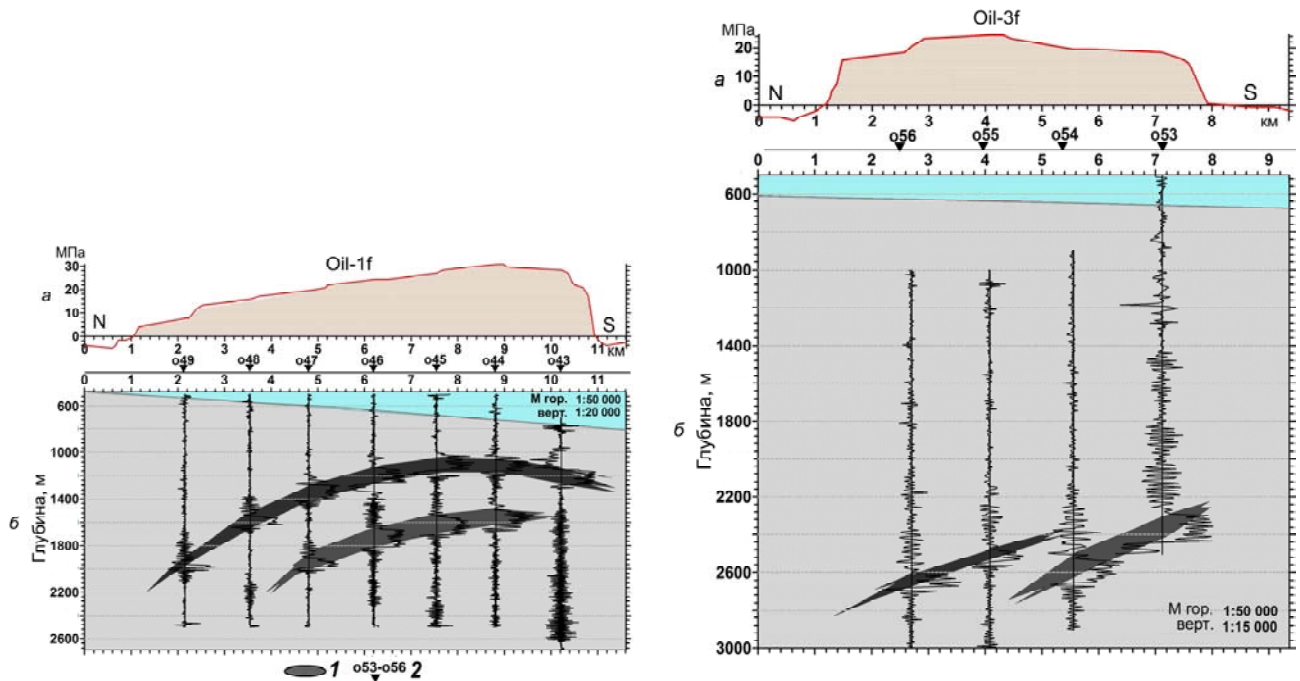 Oil-1f
МПа
30
20
10
0
а
N
S
0 1 2 3 4 5 6 7 8 9 10 11 км
о49 о48 о47 о46 о45 о44 о43
0 1 2 3 4 5 6 7 8 9 10 11
М гор. 1:50 000
верт. 1:20 000
600
1000
1400
1800
2200
2600
Глубина, м
б
1 о53-о56 2
Oil-3f
МПа
20
10
0
а
N
S
0 1 2 3 4 5 6 7 8 км
о56 о55 о54 о53
0 1 2 3 4 5 6 7 8 9
600
1000
1400
1800
2200
2600
3000
Глубина, м
б
М гор. 1:50 000
верт. 1:15 000